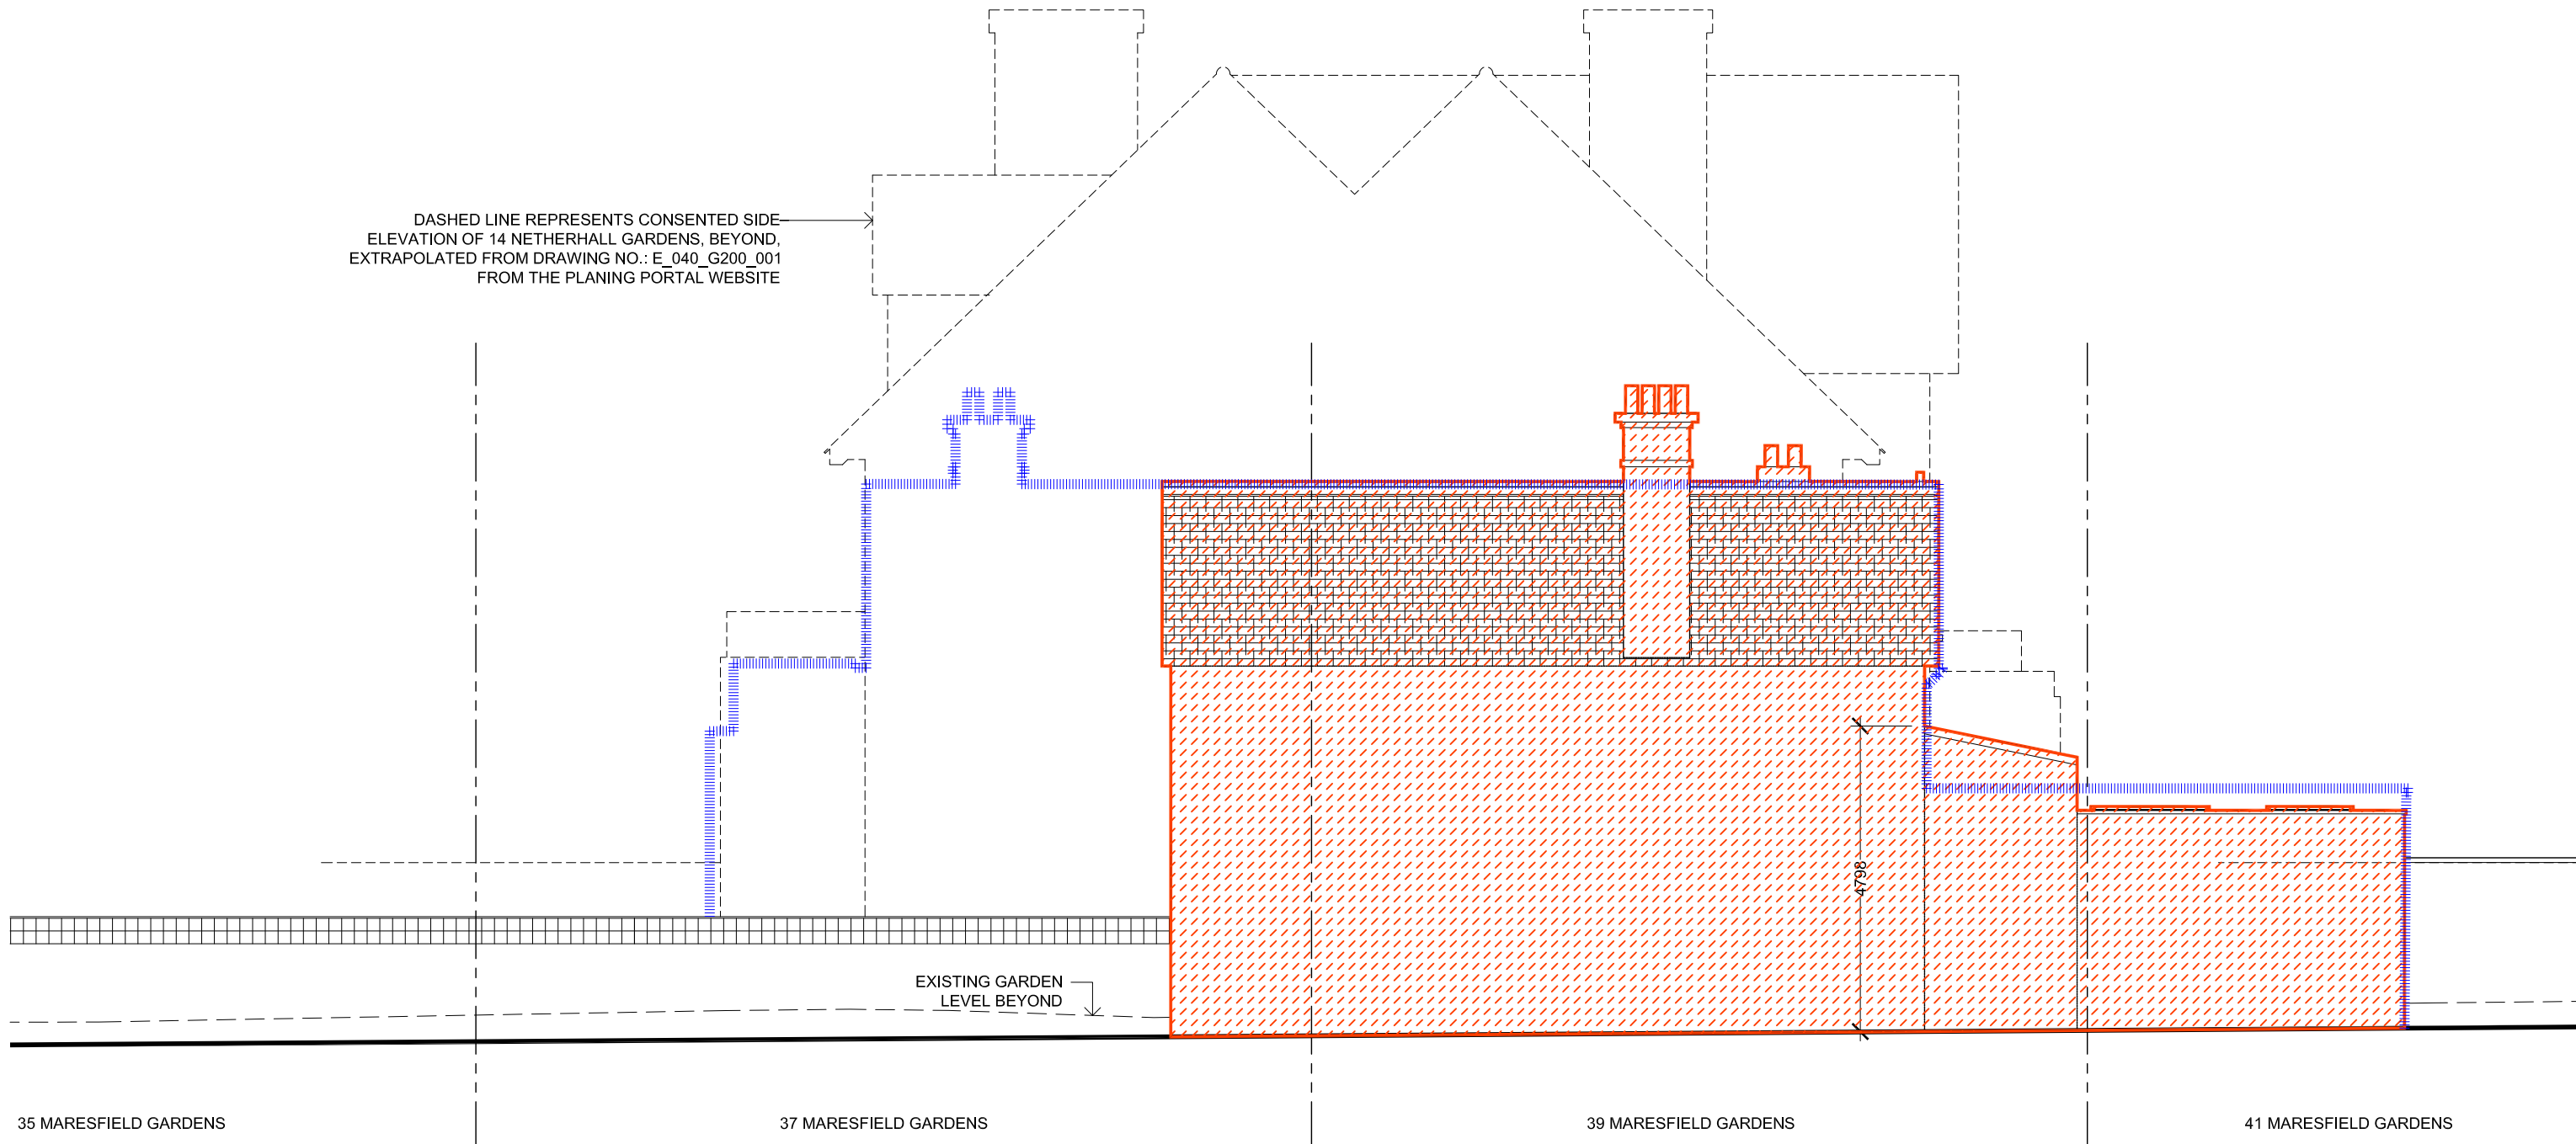 DASHED LINE REPRESENTS CONSENTED SIDE
ELEVATION OF 14 NETHERHALL GARDENS, BEYOND,
EXTRAPOLATED FROM DRAWING NO.: E_040_G200_001
FROM THE PLANING PORTAL WEBSITE
4798
EXISTING GARDEN
LEVEL BEYOND
35 MARESFIELD GARDENS
37 MARESFIELD GARDENS
39 MARESFIELD GARDENS
41 MARESFIELD GARDENS